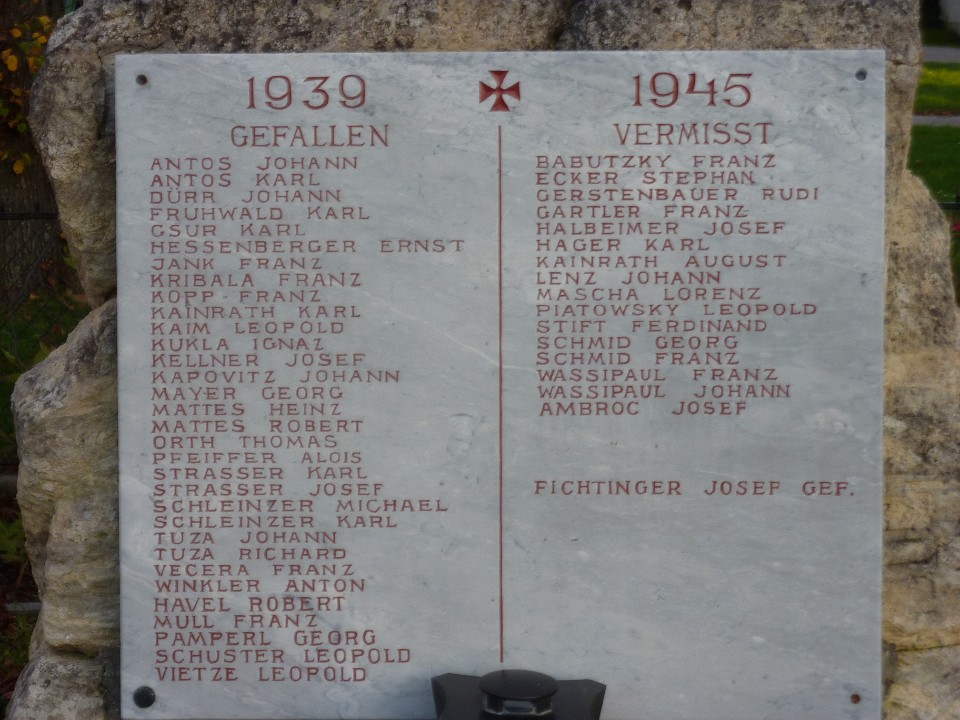 1939
GEFALLEN
ANTOS JOHANN
ANTOS KARL
DÜRR JOHANN
FRUHWALD KARL
GSUR KARL
HESSENBERGER ERNST
JANK FRANZ
KRIBALA FRANZ
KOPP FRANZ
KAINRATH KARL
KAIM LEOPOLD
KUKLA IGNAZ
KELLNER JOSEF
KAPOVITZ JOHANN
MAYER GEORG
MATTES HEINZ
MATTES ROBERT
ORTH THOMAS
PFEIFFER ALOIS
STRASSER KARL
STRASSER JOSEF
SCHLEINZER MICHAEL
SCHLEINZER KARL
TUZA JOHANN
TUZA RICHARD
VECERA FRANZ
WINKLER ANTON
HAVEL ROBERT
MULL FRANZ
PAMPERL GEORG
SCHUSTER LEOPOLD
VIETZE LEOPOLD
1945
VERMISST
BABUTZKY FRANZ
ECKER STEPHAN
GERSTENBAUER RUDI
GARTLER FRANZ
HALBEIMER JOSEF
HAGER KARL
KAINRATH AUGUST
LENZ JOHANN
MASCHA LORENZ
PIATOWSKY LEOPOLD
STIFT FERDINAND
SCHMID GEORG
SCHMID FRANZ
WASSIPAUL FRANZ
WASSIPAUL JOHANN
AMBROC JOSEF
FICHTINGER JOSEF GEF.